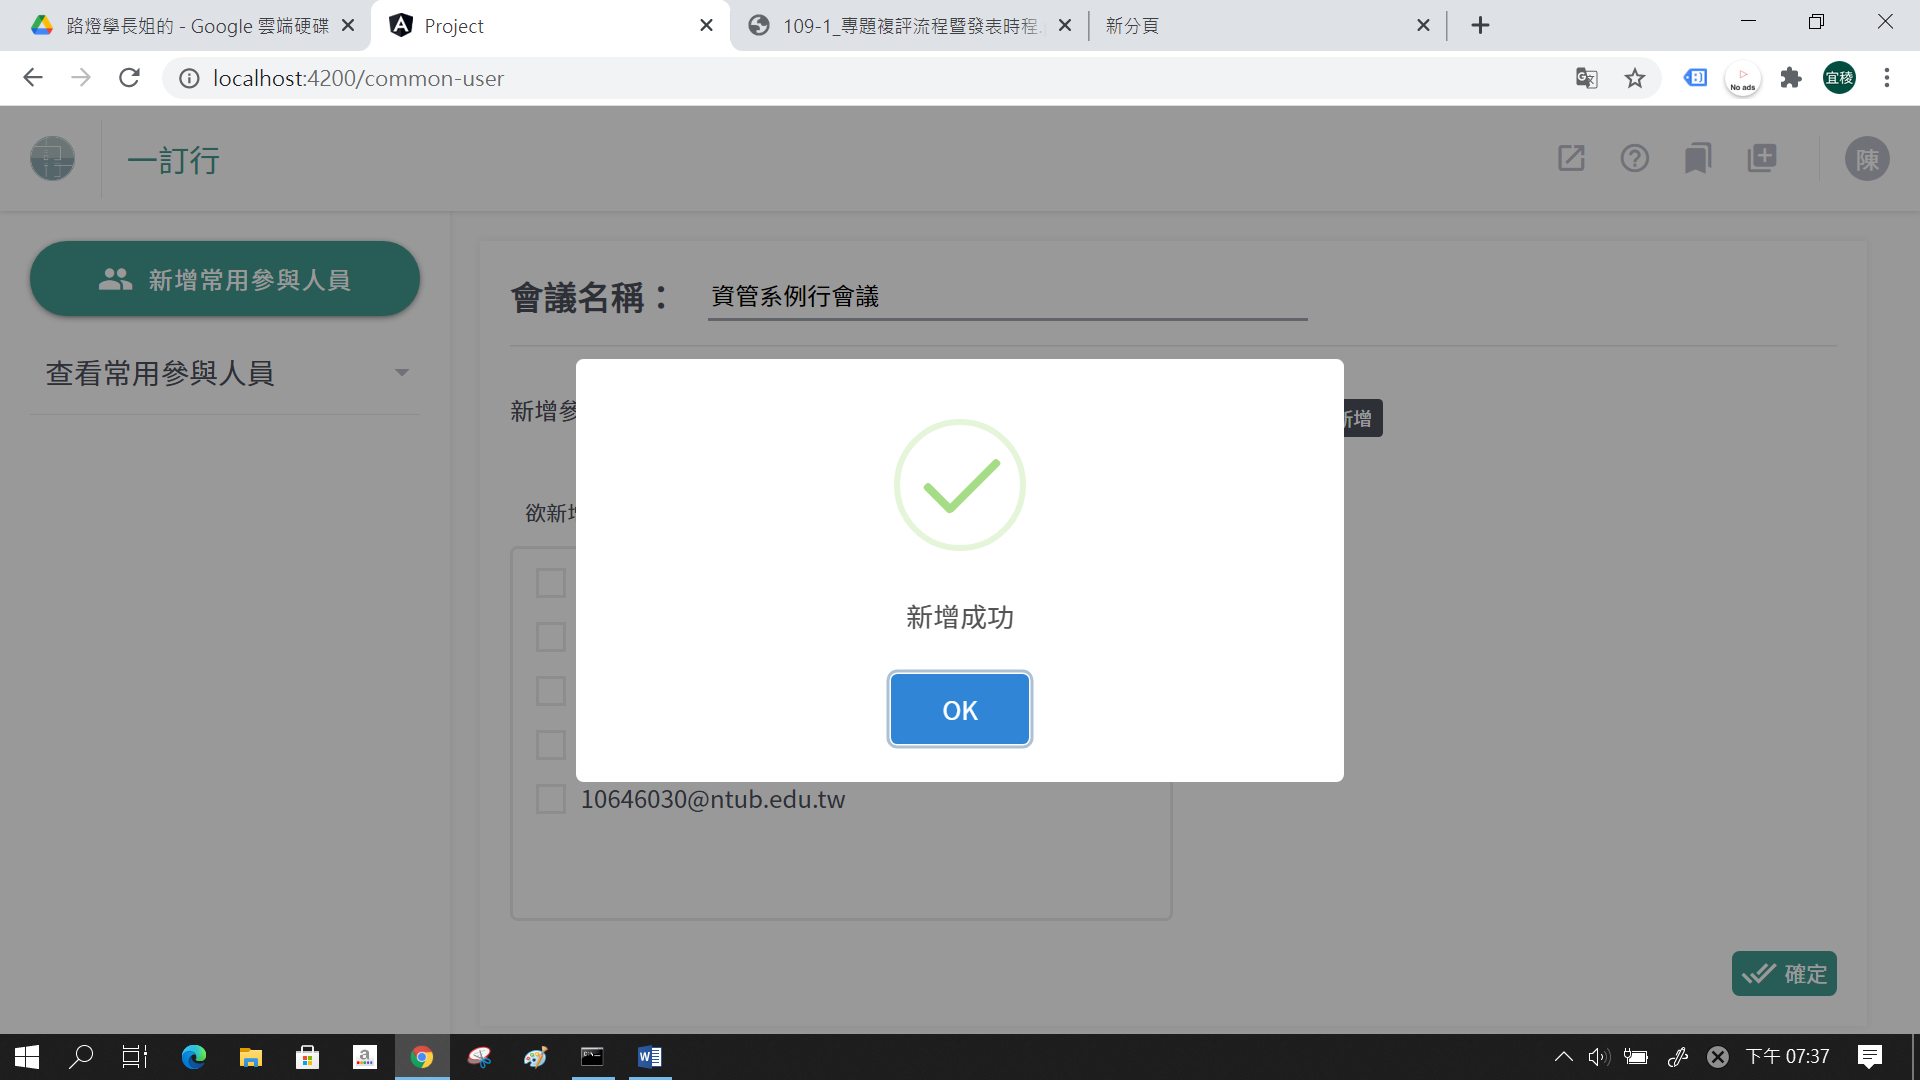 路燈學長姐的 - Google 雲端硬碟
Project
109-1_專題複評流程暨發表時程.
新分頁
localhost:4200/common-user
No ads
宜稜
一訂行
陳
新增常用參與人員
查看常用參與人員
會議名稱：
資管系例行會議
新增參
新增
欲新增
新增成功
OK
10646030@ntub.edu.tw
確定
下午 07:37